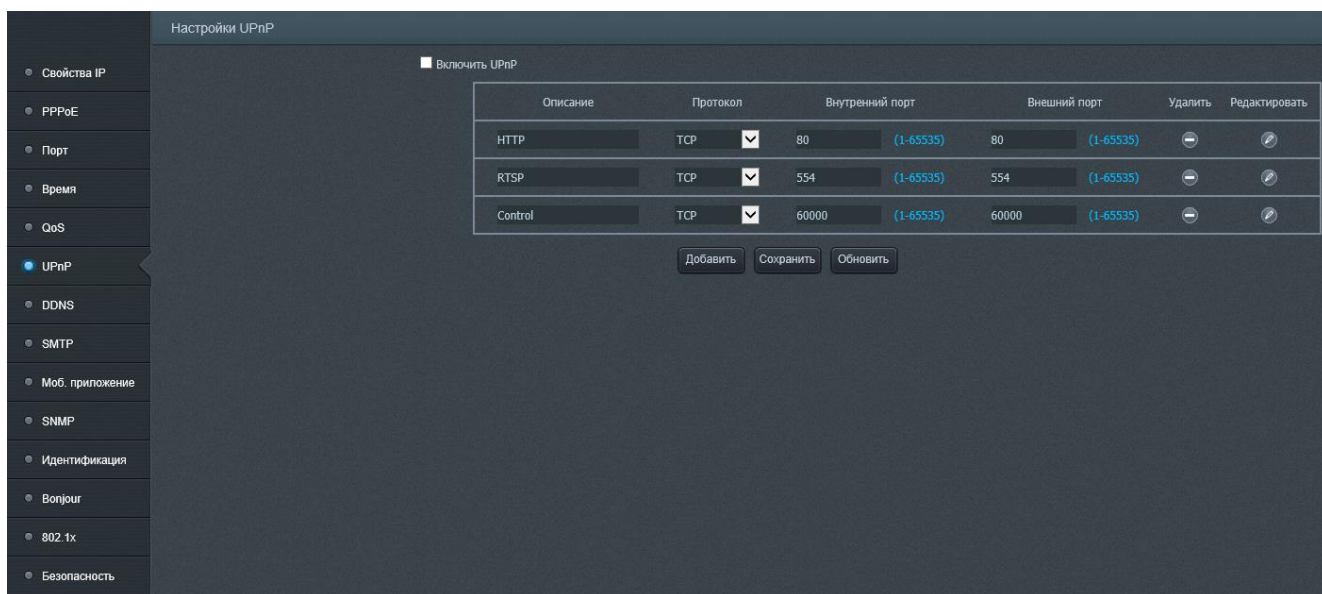 Настройки UPnP
Свойства IP
PPPoE
Порт
Время
QoS
UPnP
DDNS
SMTP
Моб. приложение
SNMP
Идентификация
Bonjour
802.1x
Безопасность
Включить UPnP
Описание Протокол Внутренний порт Внешний порт Удалить Редактировать
HTTP TCP 80 (1-65535) 80 (1-65535)
RTSP TCP 554 (1-65535) 554 (1-65535)
Control TCP 60000 (1-65535) 60000 (1-65535)
Добавить Сохранить Обновить